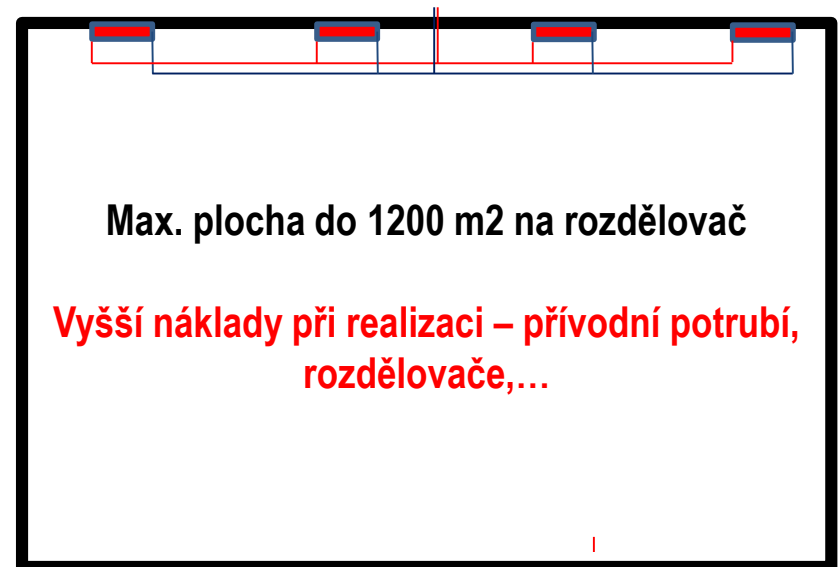 Max. plocha do 1200 m2 na rozdělovač
Vyšší náklady při realizaci – přívodní potrubí,
rozdělovače,…